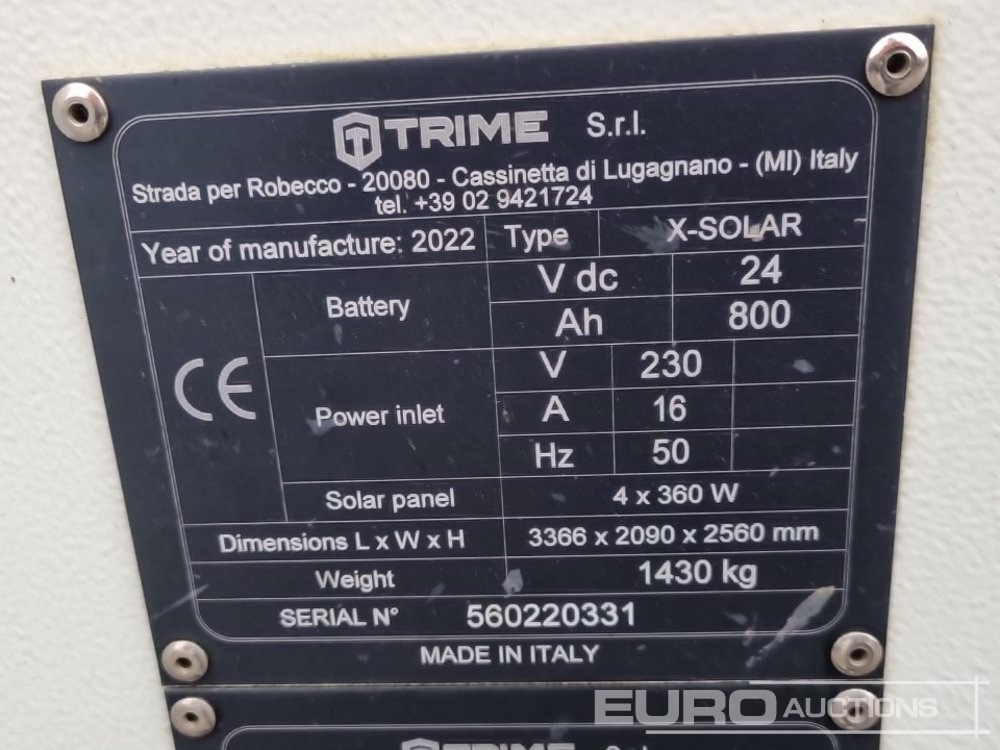 TRIME S.r.l.
Strada per Robecco - 20080 - Cassinetta di Lugagnano - (MI) Italy
tel. +39 02 9421724
Year of manufacture: 2022 Type X-SOLAR
CE
Battery
V dc 24
Ah 800
Power inlet
V 230
A 16
Hz 50
Solar panel 4 x 360 W
Dimensions L x W x H 3366 x 2090 x 2560 mm
Weight 1430 kg
SERIAL N° 560220331
MADE IN ITALY
EURO AUCTIONS
TRIME S.r.l.